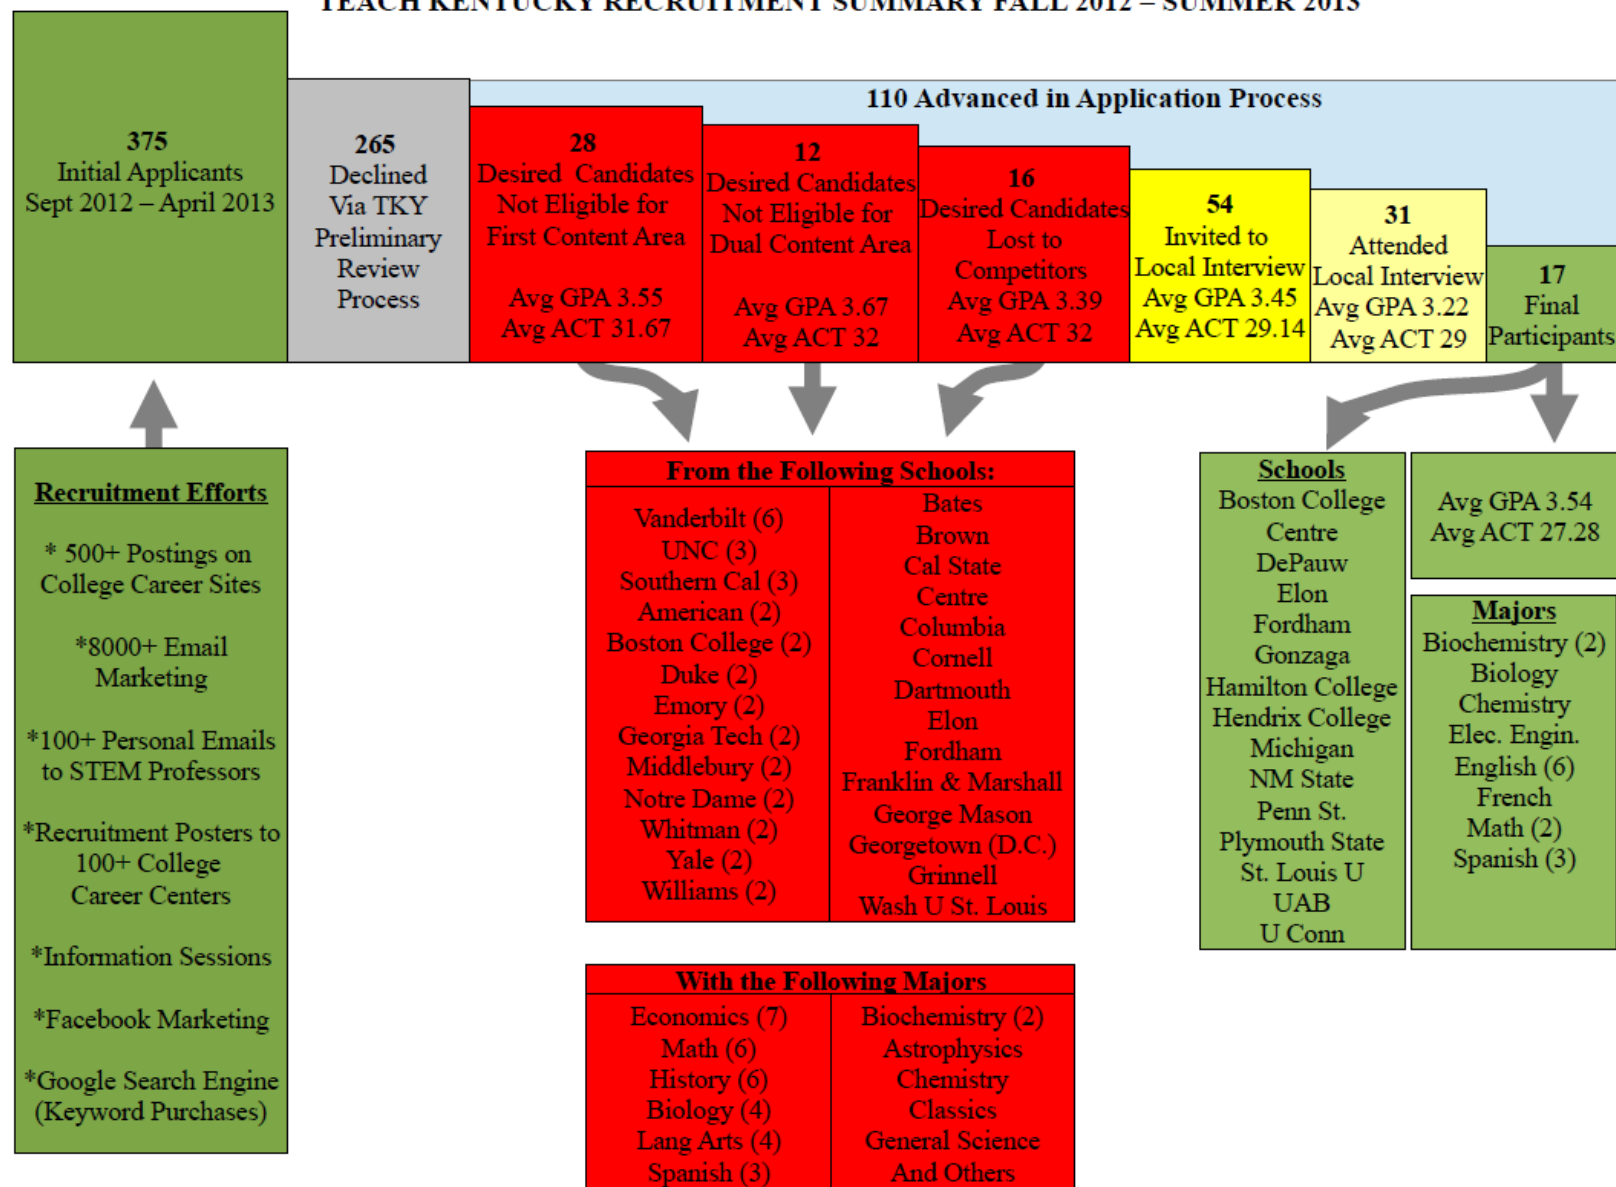 TEACH KENTUCKY RECRUITMENT SUMMARY FALL 2012 – SUMMER 2013
110 Advanced in Application Process
375
Initial Applicants
Sept 2012 – April 2013
265
Declined
Via TKY
Preliminary
Review
Process
28
Desired Candidates
Not Eligible for
First Content Area
Avg GPA 3.55
Avg ACT 31.67
12
Desired Candidates
Not Eligible for
Dual Content Area
Avg GPA 3.67
Avg ACT 32
16
Desired Candidates
Lost to
Competitors
Avg GPA 3.39
Avg ACT 32
54
Invited to
Local Interview
Avg GPA 3.45
Avg ACT 29.14
31
Attended
Local Interview
Avg GPA 3.22
Avg ACT 29
17
Final
Participants
Recruitment Efforts
* 500+ Postings on
College Career Sites
*8000+ Email
Marketing
*100+ Personal Emails
to STEM Professors
*Recruitment Posters to
100+ College
Career Centers
*Information Sessions
*Facebook Marketing
*Google Search Engine
(Keyword Purchases)
From the Following Schools:
Vanderbilt (6)
UNC (3)
Southern Cal (3)
American (2)
Boston College (2)
Duke (2)
Emory (2)
Georgia Tech (2)
Middlebury (2)
Notre Dame (2)
Whitman (2)
Yale (2)
Williams (2)
Bates
Brown
Cal State
Centre
Columbia
Cornell
Dartmouth
Elon
Fordham
Franklin & Marshall
George Mason
Georgetown (D.C.)
Grinnell
Wash U St. Louis
With the Following Majors
Economics (7)
Math (6)
History (6)
Biology (4)
Lang Arts (4)
Spanish (3)
Biochemistry (2)
Astrophysics
Chemistry
Classics
General Science
And Others
Schools
Boston College
Centre
DePauw
Elon
Fordham
Gonzaga
Hamilton College
Hendrix College
Michigan
NM State
Penn St.
Plymouth State
St. Louis U
UAB
U Conn
Avg GPA 3.54
Avg ACT 27.28
Majors
Biochemistry (2)
Biology
Chemistry
Elec. Engin.
English (6)
French
Math (2)
Spanish (3)